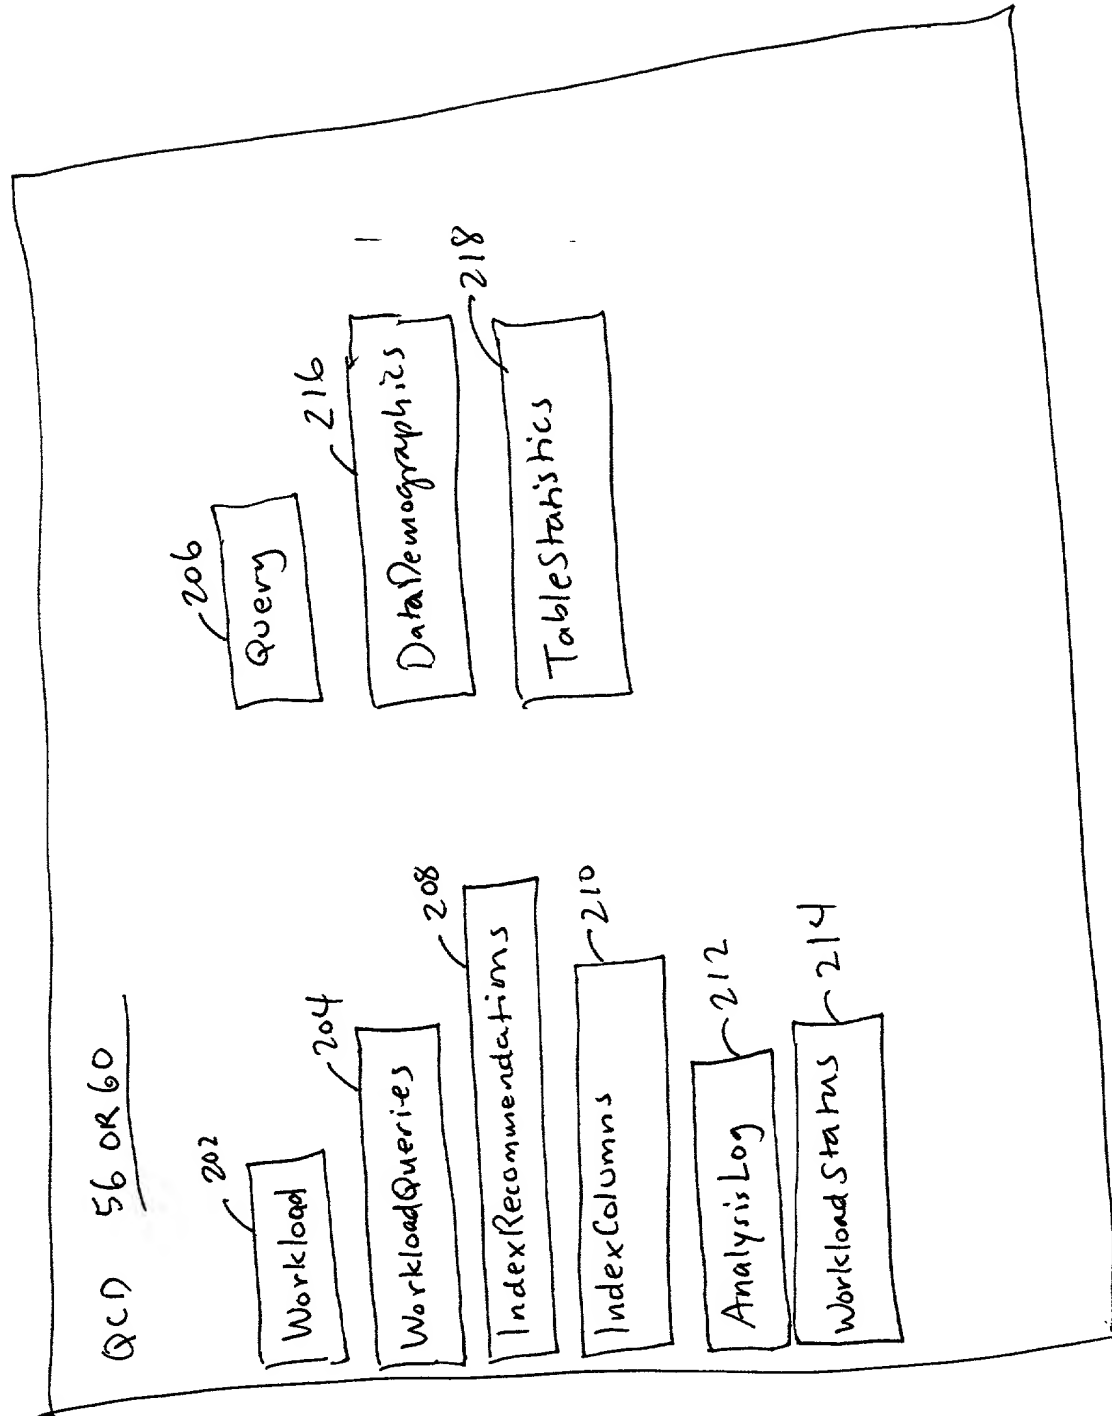 QCD 56 OR 60
202
Workload
204
WorkloadQueries
208
IndexRecommendations
210
IndexColumns
212
AnalysisLog
214
WorkloadStatus
206
Query
216
DataDemographics
218
TableStatistics